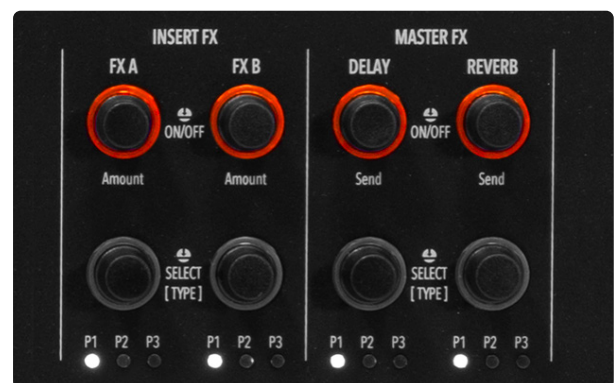 INSERT FX MASTER FX
FX A FX B DELAY REVERB
ON/OFF ON/OFF
Amount Amount Send Send
SELECT SELECT
[ TYPE ] [ TYPE ]
P1 P2 P3 P1 P2 P3 P1 P2 P3 P1 P2 P3